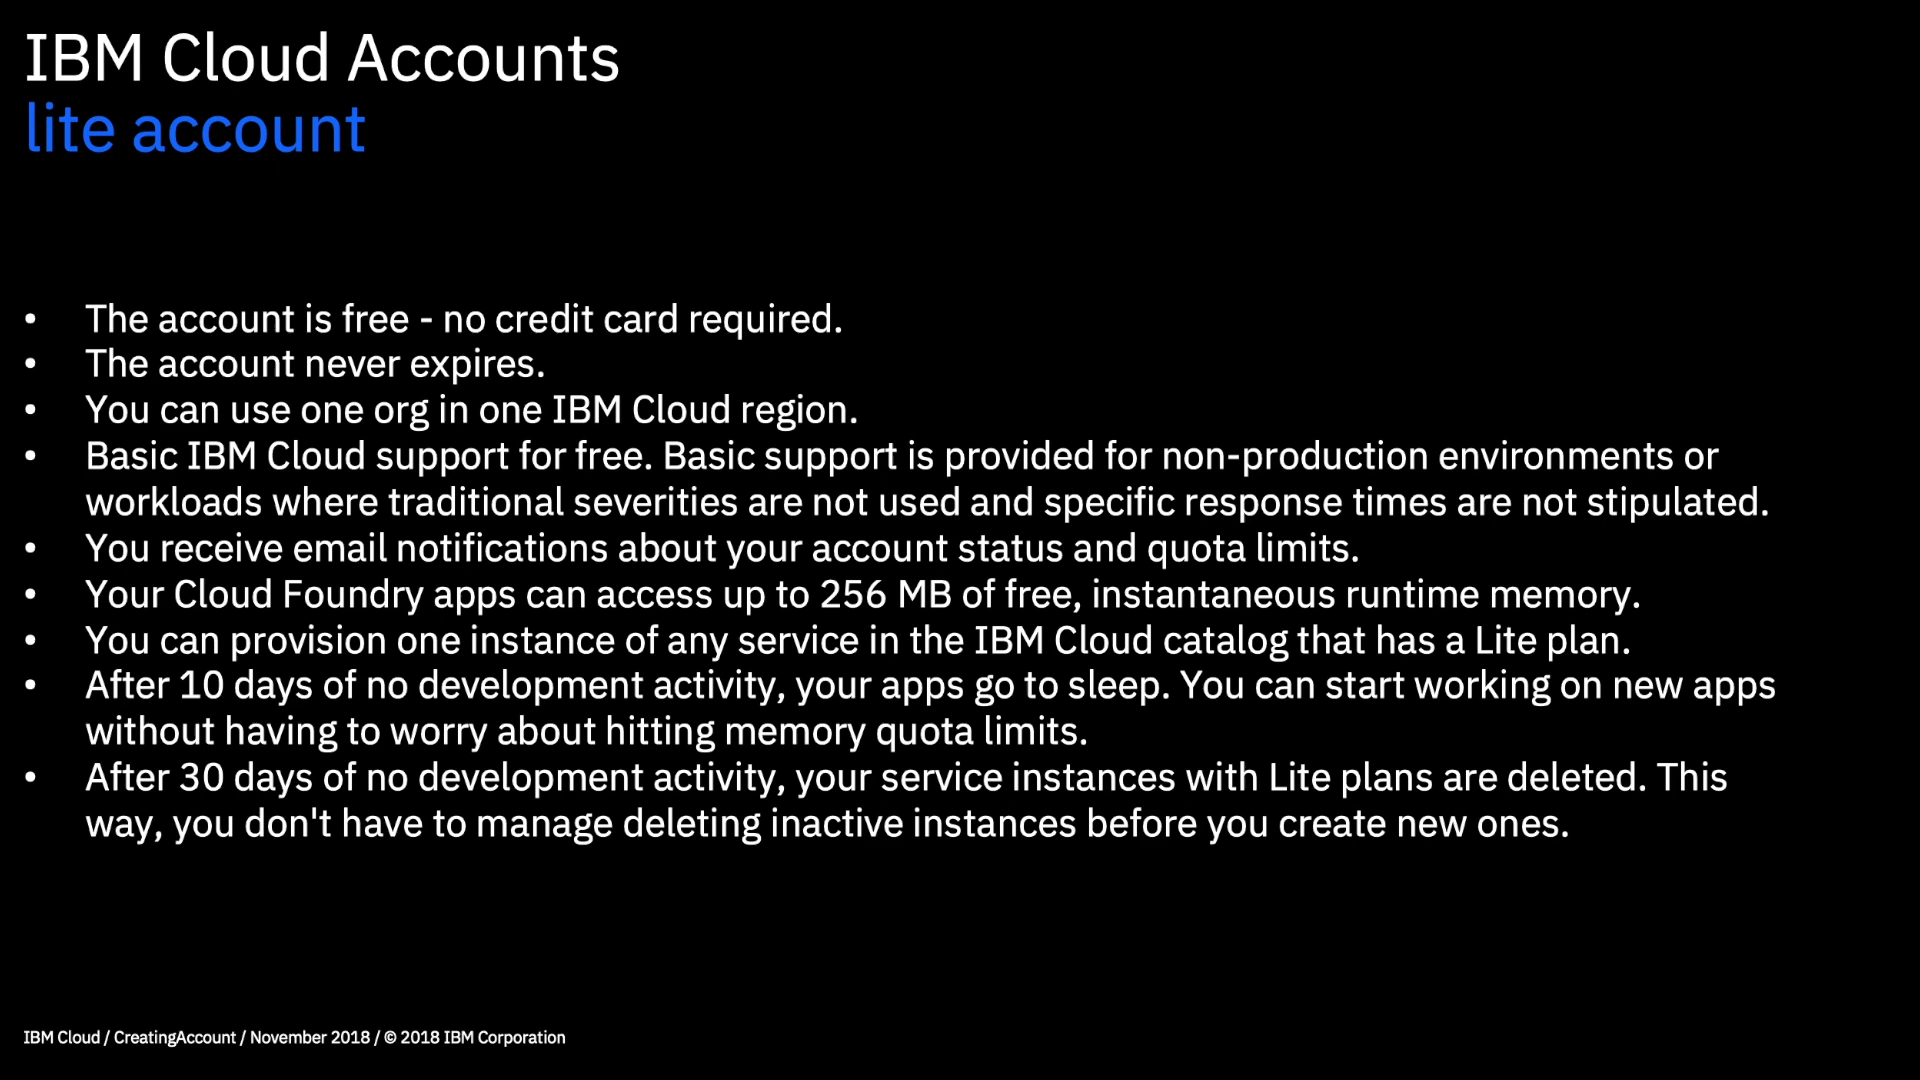 IBM Cloud Accounts
lite account
• The account is free - no credit card required.
• The account never expires.
• You can use one org in one IBM Cloud region.
• Basic IBM Cloud support for free. Basic support is provided for non-production environments or
workloads where traditional severities are not used and specific response times are not stipulated.
• You receive email notifications about your account status and quota limits.
• Your Cloud Foundry apps can access up to 256 MB of free, instantaneous runtime memory.
• You can provision one instance of any service in the IBM Cloud catalog that has a Lite plan.
• After 10 days of no development activity, your apps go to sleep. You can start working on new apps
without having to worry about hitting memory quota limits.
• After 30 days of no development activity, your service instances with Lite plans are deleted. This
way, you don't have to manage deleting inactive instances before you create new ones.
IBM Cloud / CreatingAccount / November 2018 / © 2018 IBM Corporation